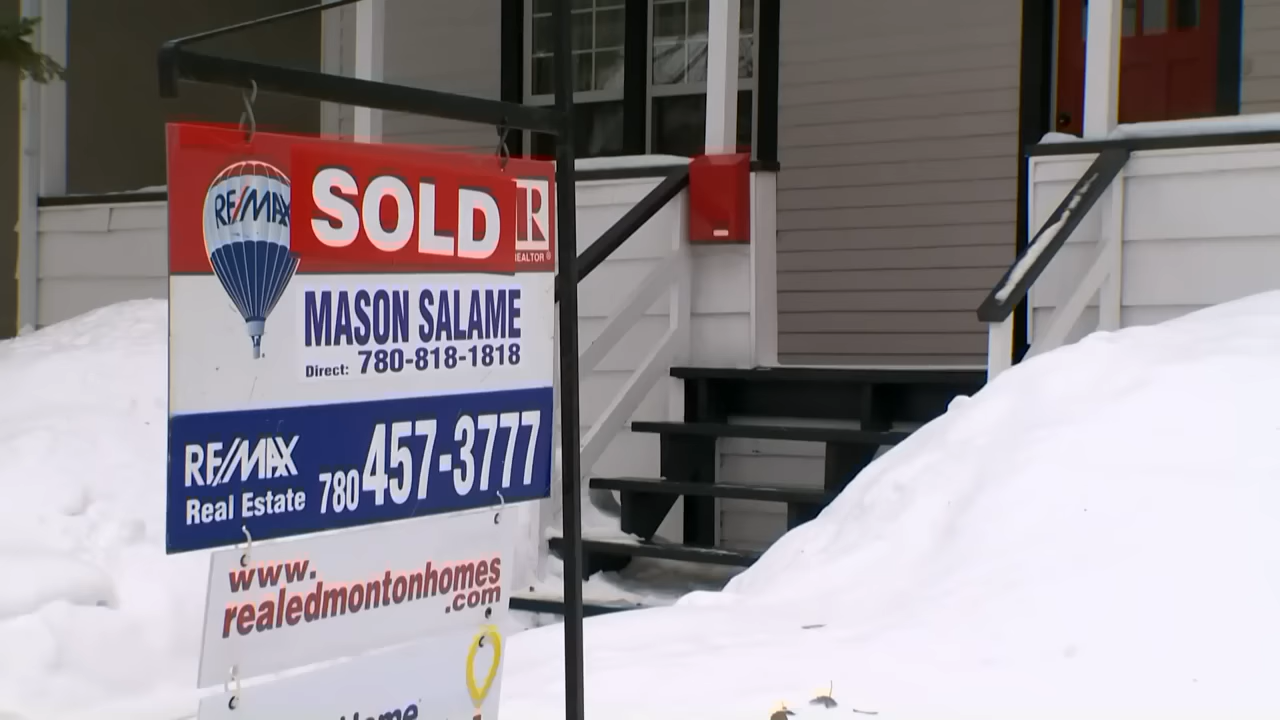 RE/MAX
SOLD
R
REALTOR®
MASON SALAME
Direct: 780-818-1818
RE/MAX
Real Estate
780 457-3777
www.
realedmontonhomes
.com
Home